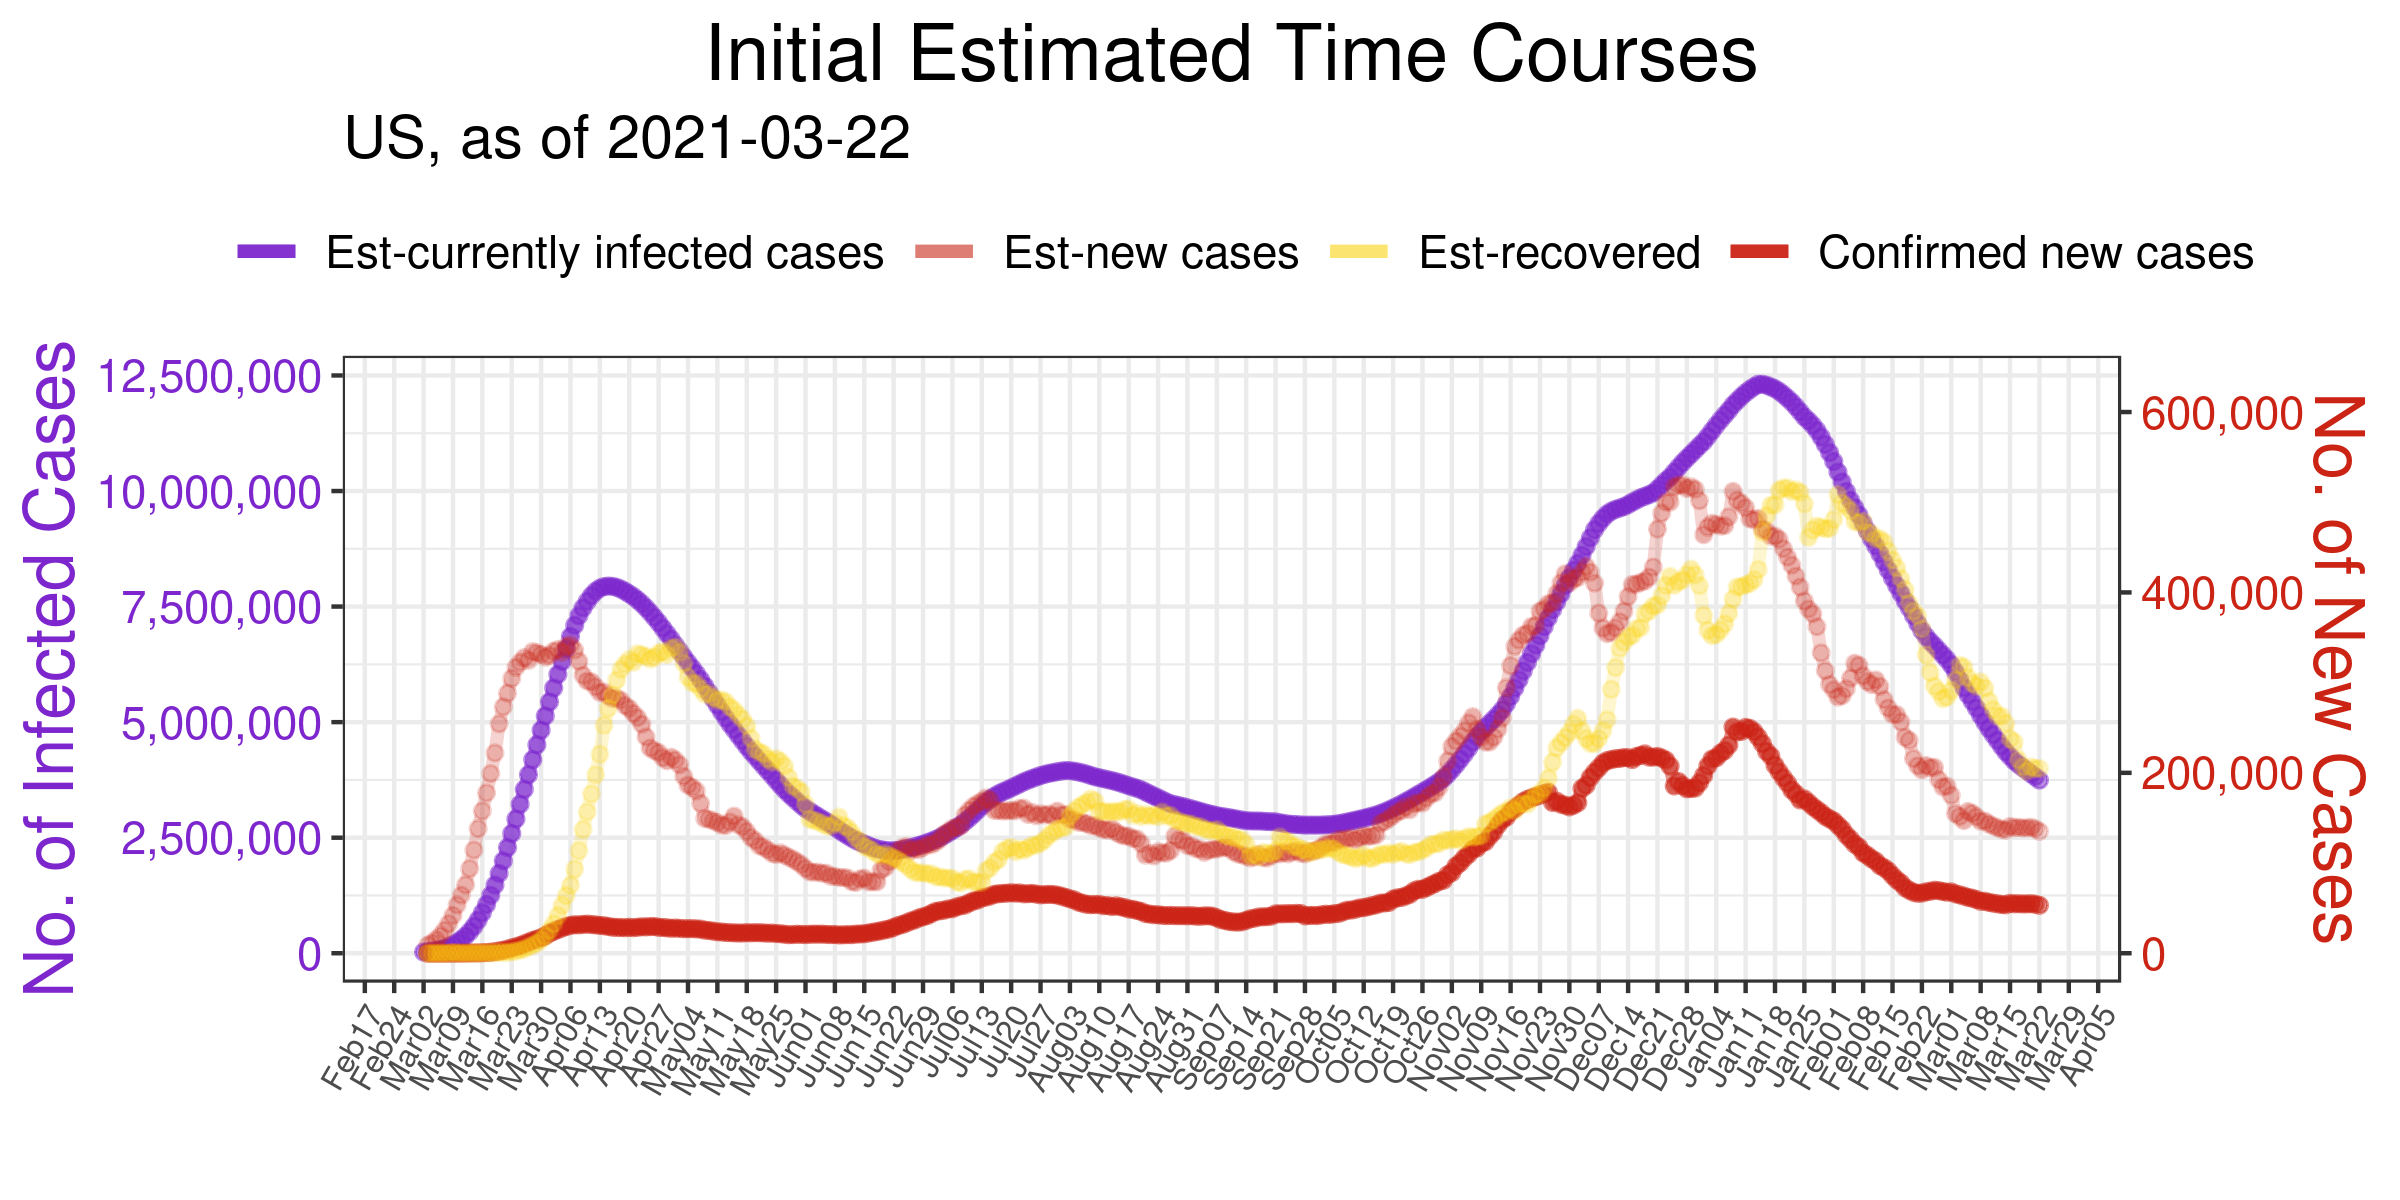 Initial Estimated Time Courses
US, as of 2021-03-22
Est-currently infected cases Est-new cases Est-recovered Confirmed new cases
No. of Infected Cases
12,500,000
10,000,000
7,500,000
5,000,000
2,500,000
0
600,000
400,000
200,000
0
No. of New Cases
Feb17 Feb24 Mar02 Mar09 Mar16 Mar23 Mar30 Apr06 Apr13 Apr20 Apr27 May04 May11 May18 May25 Jun01 Jun08 Jun15 Jun22 Jun29 Jul06 Jul13 Jul20 Jul27 Aug03 Aug10 Aug17 Aug24 Aug31 Sep07 Sep14 Sep21 Sep28 Oct05 Oct12 Oct19 Oct26 Nov02 Nov09 Nov16 Nov23 Nov30 Dec07 Dec14 Dec21 Dec28 Jan04 Jan11 Jan18 Jan25 Feb01 Feb08 Feb15 Feb22 Mar01 Mar08 Mar15 Mar22 Mar29 Apr05